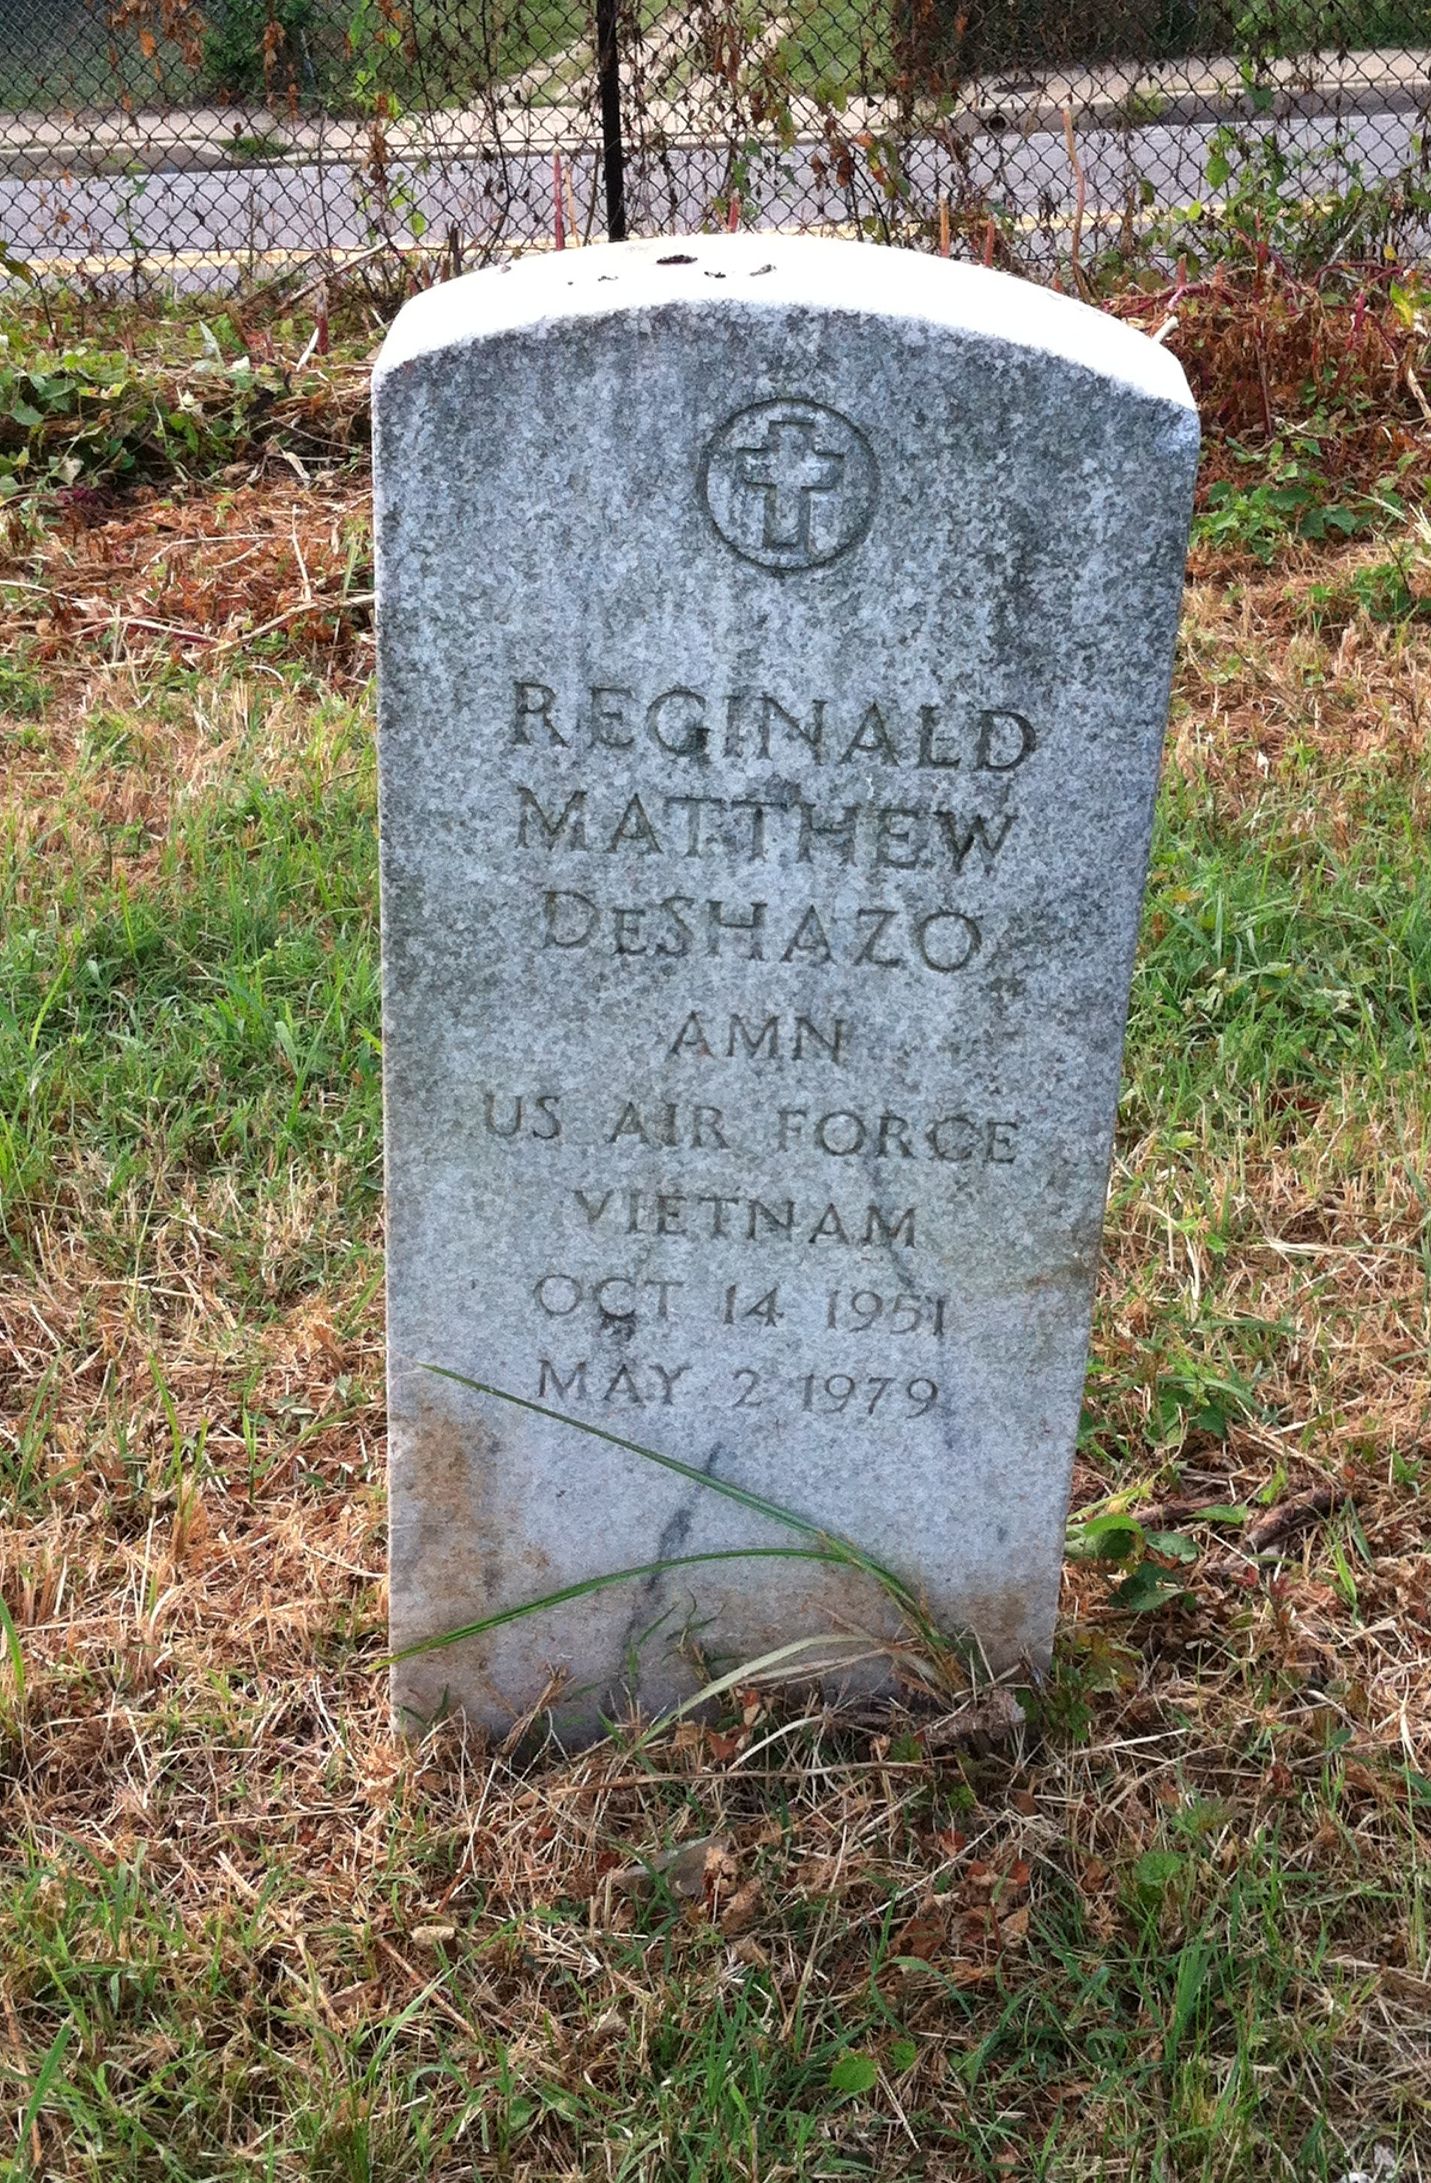 REGINALD
MATTHEW
DESHAZO
AMN
US AIR FORCE
VIETNAM
OCT 14 1951
MAY 2 1979